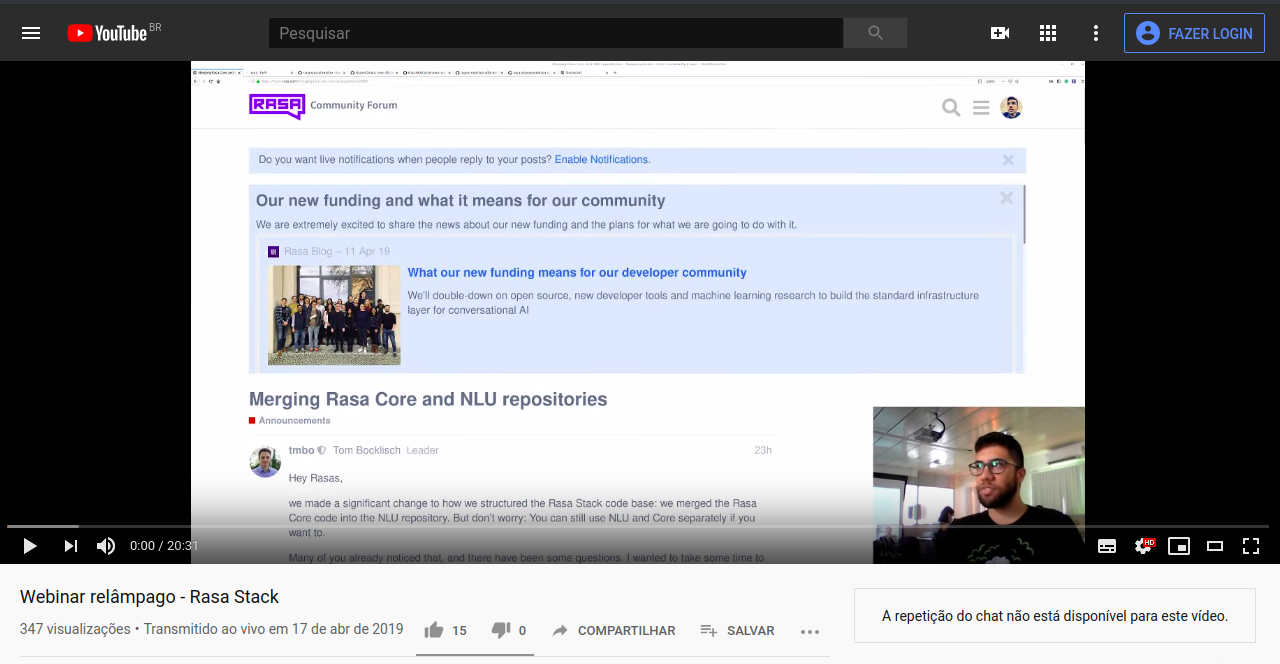 YouTube BR
Pesquisar
FAZER LOGIN
RASA Community Forum
Do you want live notifications when people reply to your posts? Enable Notifications.
Our new funding and what it means for our community
We are extremely excited to share the news about our new funding and the plans for what we are going to do with it.
Rasa Blog – 11 Apr 19
What our new funding means for our developer community
We'll double-down on open source, new developer tools and machine learning research to build the standard infrastructure
layer for conversational AI
Merging Rasa Core and NLU repositories
Announcements
tmbo Tom Bocklisch Leader 23h
Hey Rasas,
we made a significant change to how we structured the Rasa Stack code base: we merged the Rasa
Core code into the NLU repository. But don't worry: You can still use NLU and Core separately if you
want to.
Many of you already noticed that, and there have been some questions. I wanted to take some time to
0:00 / 20:31
HD
Webinar relâmpago - Rasa Stack
347 visualizações • Transmitido ao vivo em 17 de abr de 2019
15
0
COMPARTILHAR
SALVAR
A repetição do chat não está disponível para este vídeo.